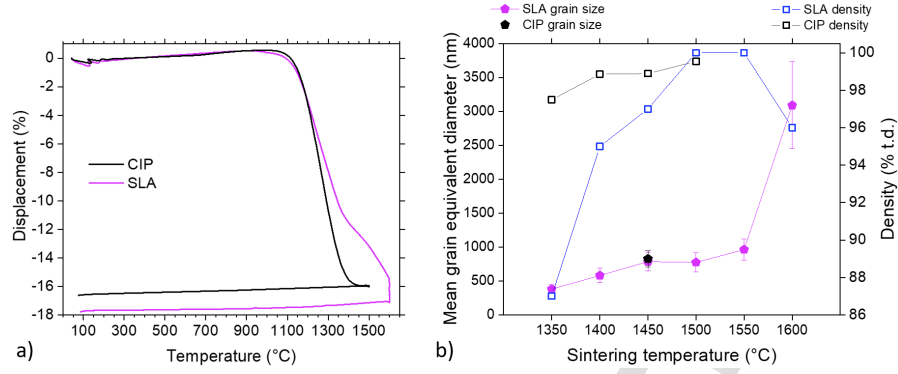 SLA grain size
CIP grain size
SLA density
CIP density
0
-2
-4
-6
-8
-10
-12
-14
-16
-18
Displacement (%)
CIP
SLA
100 300 500 700 900 1100 1300 1500
Temperature (°C)
a)
4000
3500
3000
2500
2000
1500
1000
500
0
Mean grain equivalent diameter (nm)
100
98
96
94
92
90
88
86
Density (% t.d.)
1350 1400 1450 1500 1550 1600
Sintering temperature (°C)
b)